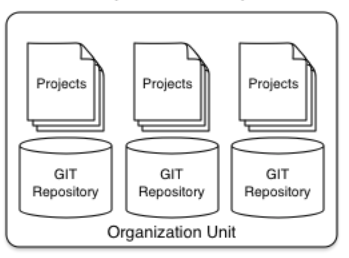 Projects
Projects
Projects
GIT
Repository
GIT
Repository
GIT
Repository
Organization Unit